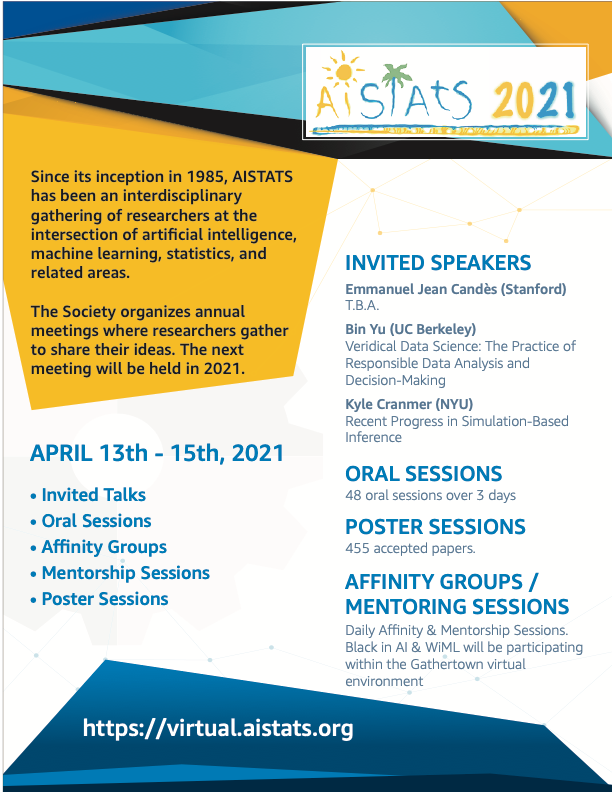 AISTATS 2021
Since its inception in 1985, AISTATS
has been an interdisciplinary
gathering of researchers at the
intersection of artificial intelligence,
machine learning, statistics, and
related areas.
The Society organizes annual
meetings where researchers gather
to share their ideas. The next
meeting will be held in 2021.
APRIL 13th - 15th, 2021
• Invited Talks
• Oral Sessions
• Affinity Groups
• Mentorship Sessions
• Poster Sessions
INVITED SPEAKERS
Emmanuel Jean Candès (Stanford)
T.B.A.
Bin Yu (UC Berkeley)
Veridical Data Science: The Practice of
Responsible Data Analysis and
Decision-Making
Kyle Cranmer (NYU)
Recent Progress in Simulation-Based
Inference
ORAL SESSIONS
48 oral sessions over 3 days
POSTER SESSIONS
455 accepted papers.
AFFINITY GROUPS /
MENTORING SESSIONS
Daily Affinity & Mentorship Sessions.
Black in AI & WiML will be participating
within the Gathertown virtual
environment
https://virtual.aistats.org